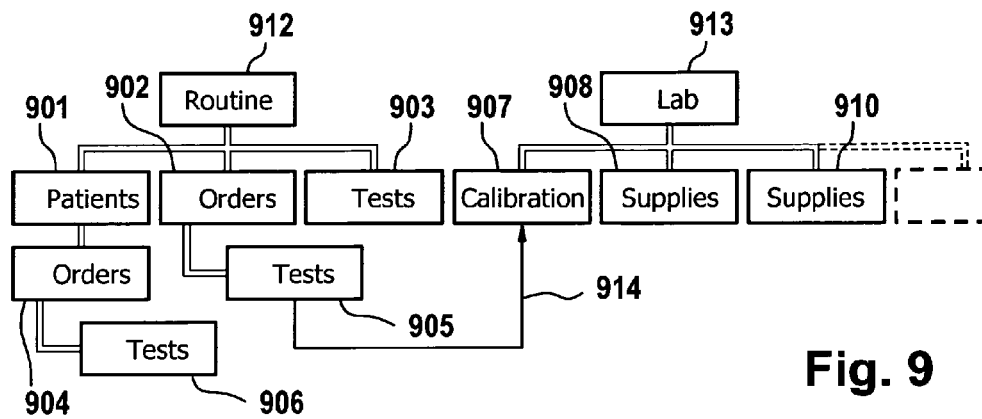 912
913
Routine
Lab
901
902
903
907
908
910
Patients
Orders
Tests
Calibration
Supplies
Supplies
Orders
Tests
914
905
Tests
904
906
Fig. 9